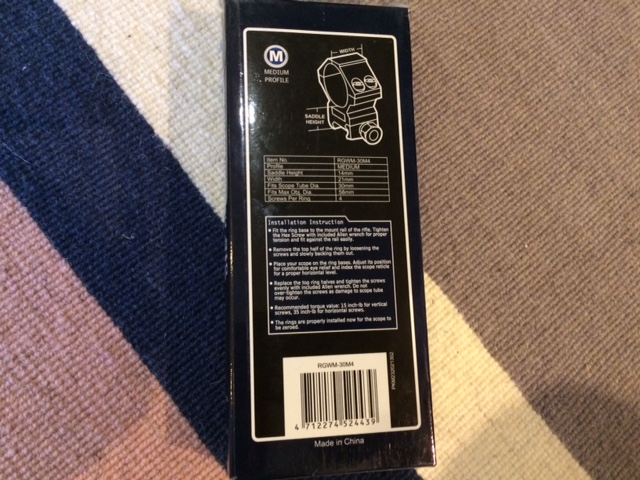 M
MEDIUM
PROFILE
WIDTH
SADDLE
HEIGHT
Item No. RGWM-30M4
Profile MEDIUM
Saddle Height 14mm
Width 21mm
Fits Scope Tube Dia. 30mm
Fits Max Obj. Dia. 56mm
Screws Per Ring 4
Installation Instruction
• Fit the ring base to the mount rail of the rifle. Tighten
the Hex Screw with included Allen wrench for proper
tension and fit against the rail easily.
• Remove the top half of the ring by loosening the
screws and slowly backing them out.
• Place your scope on the ring bases. Adjust its position
for comfortable eye relief and index the scope reticle
for a proper horizontal level.
• Replace the top ring halves and tighten the screws
evenly with included Allen wrench. Do not
over-tighten the screws as damage to scope tube
may occur.
• Recommended torque value: 15 inch-lb for vertical
screws, 35 inch-lb for horizontal screws.
• The rings are properly installed now for the scope to
be zeroed.
RGWM-30M4
4 712274 524439
Made in China